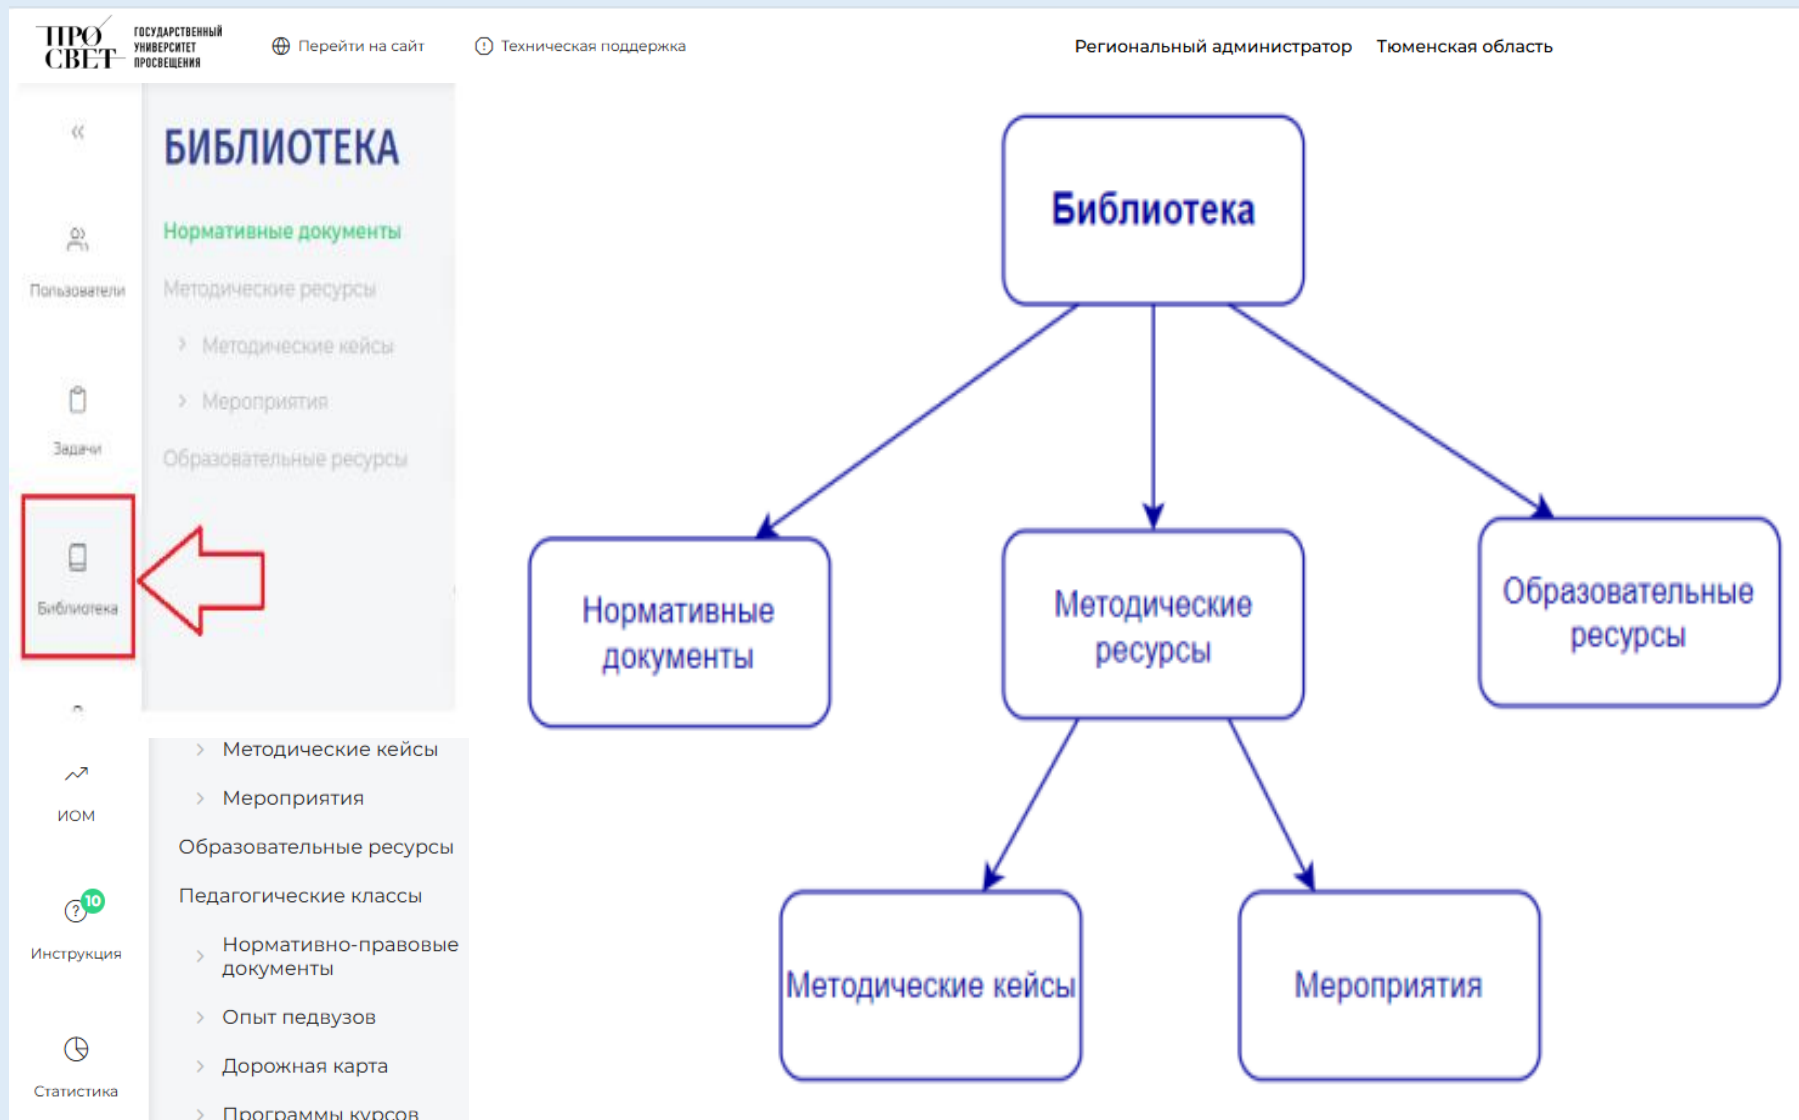 ПРО
СВЕТ
ГОСУДАРСТВЕННЫЙ
УНИВЕРСИТЕТ
ПРОСВЕЩЕНИЯ
Перейти на сайт
Техническая поддержка
Региональный администратор
Тюменская область
Пользователи
Задачи
Библиотека
ИОМ
10
Инструкция
Статистика
БИБЛИОТЕКА
Нормативные документы
Методические ресурсы
Методические кейсы
Мероприятия
Образовательные ресурсы
Методические кейсы
Мероприятия
Образовательные ресурсы
Педагогические классы
Нормативно-правовые
документы
Опыт педвузов
Дорожная карта
Программы курсов
Библиотека
Нормативные
документы
Методические
ресурсы
Образовательные
ресурсы
Методические кейсы
Мероприятия